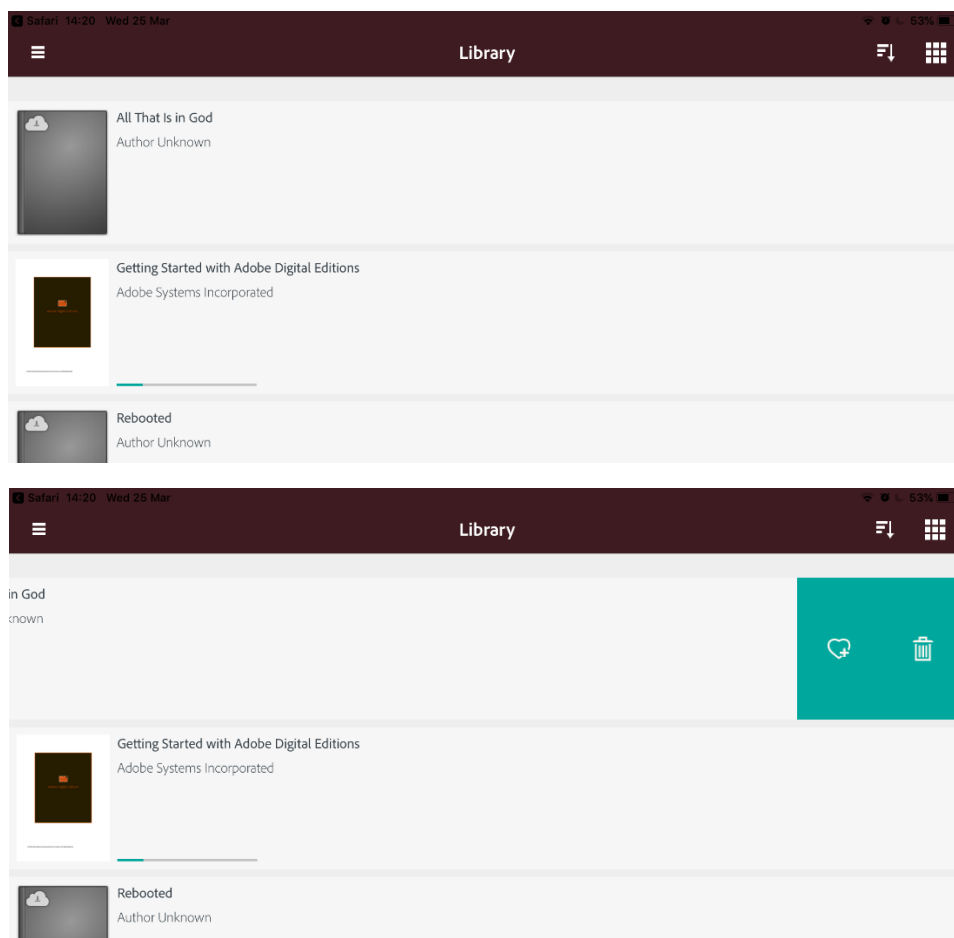 Safari 14:20 Wed 25 Mar
53%
Library
All That Is in God
Author Unknown
Getting Started with Adobe Digital Editions
Adobe Systems Incorporated
Rebooted
Author Unknown
Safari 14:20 Wed 25 Mar
53%
Library
in God
known
Getting Started with Adobe Digital Editions
Adobe Systems Incorporated
Rebooted
Author Unknown